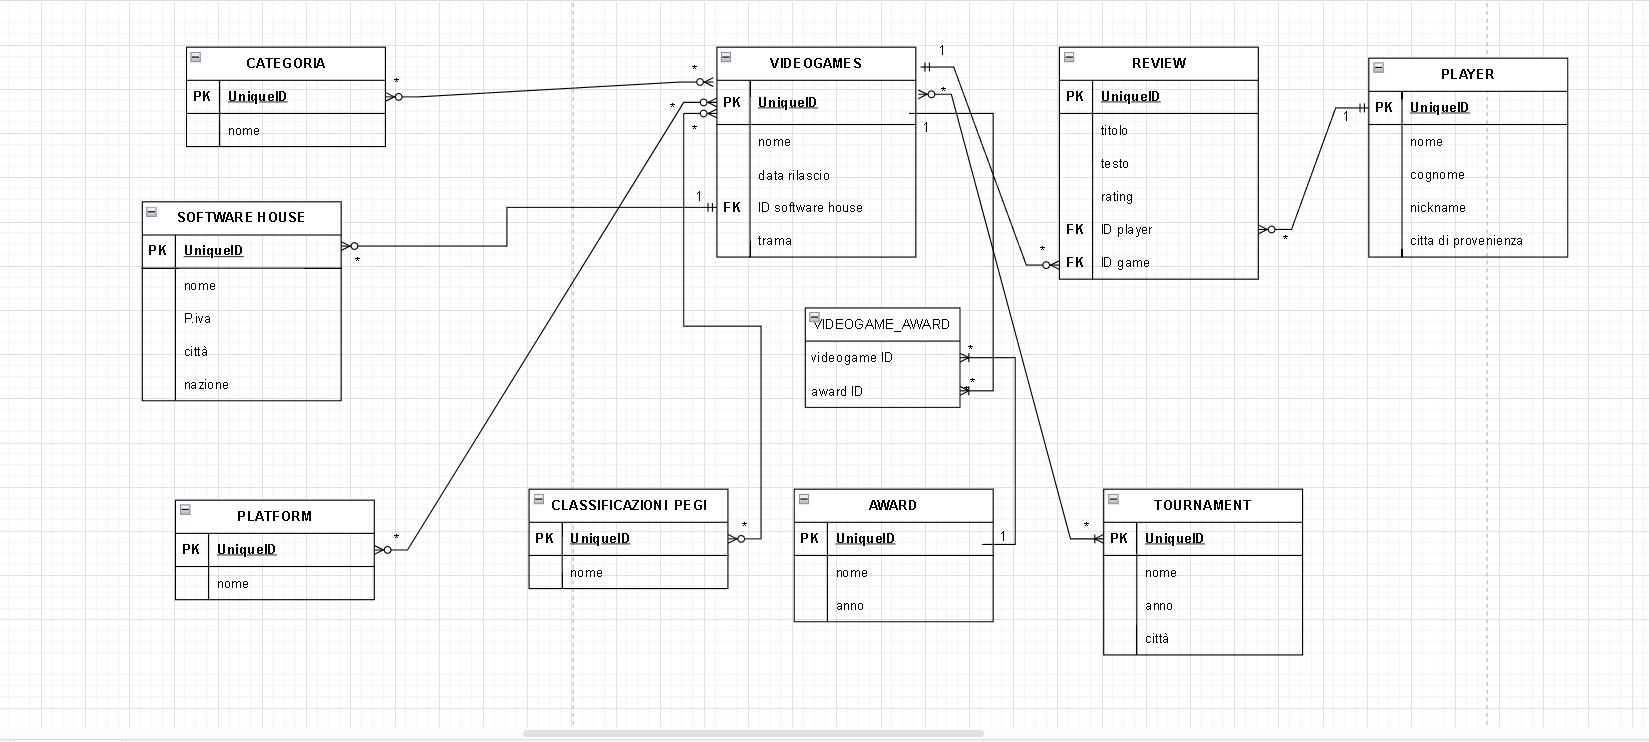 CATEGORIA
PK UniqueID
nome
*
*
VIDEOGAMES
PK UniqueID
nome
data rilascio
FK ID software house
trama
*
*
1
1
*
1
REVIEW
PK UniqueID
titolo
testo
rating
FK ID player
FK ID game
*
*
PLAYER
PK UniqueID
nome
cognome
nickname
citta di provenienza
1
SOFTWARE HOUSE
PK UniqueID
nome
P.iva
città
nazione
*
VIDEOGAME_AWARD
videogame ID
award ID
*
*
PLATFORM
PK UniqueID
nome
*
CLASSIFICAZIONI PEGI
PK UniqueID
nome
*
AWARD
PK UniqueID
nome
anno
1
TOURNAMENT
PK UniqueID
nome
anno
città
*